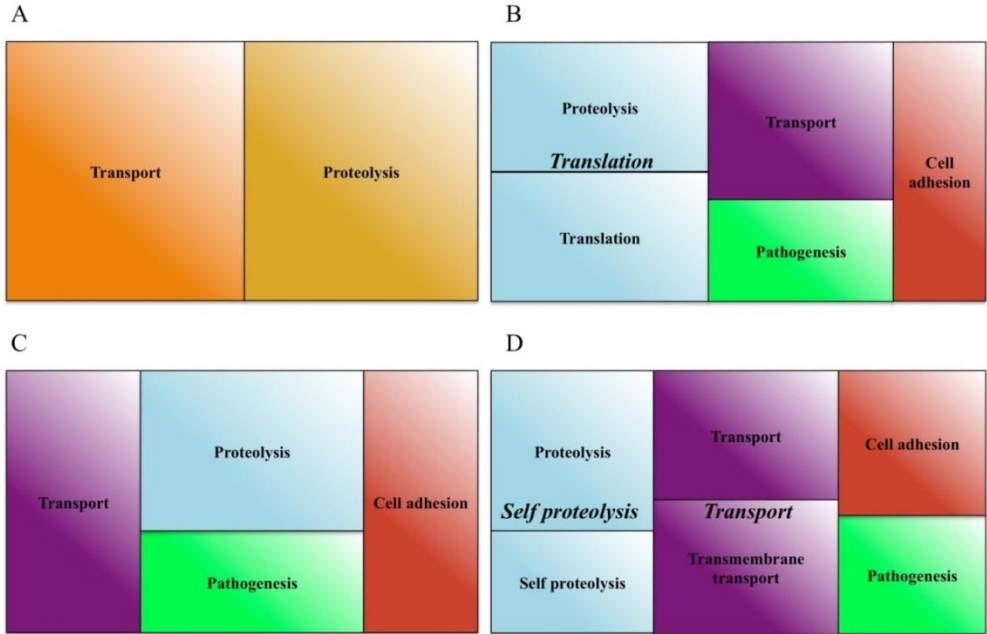 A
Transport
Proteolysis
B
Proteolysis
Translation
Translation
Transport
Pathogenesis
Cell
adhesion
C
Transport
Proteolysis
Pathogenesis
Cell adhesion
D
Proteolysis
Self proteolysis
Self proteolysis
Transport
Transport
Transmembrane
transport
Cell adhesion
Pathogenesis